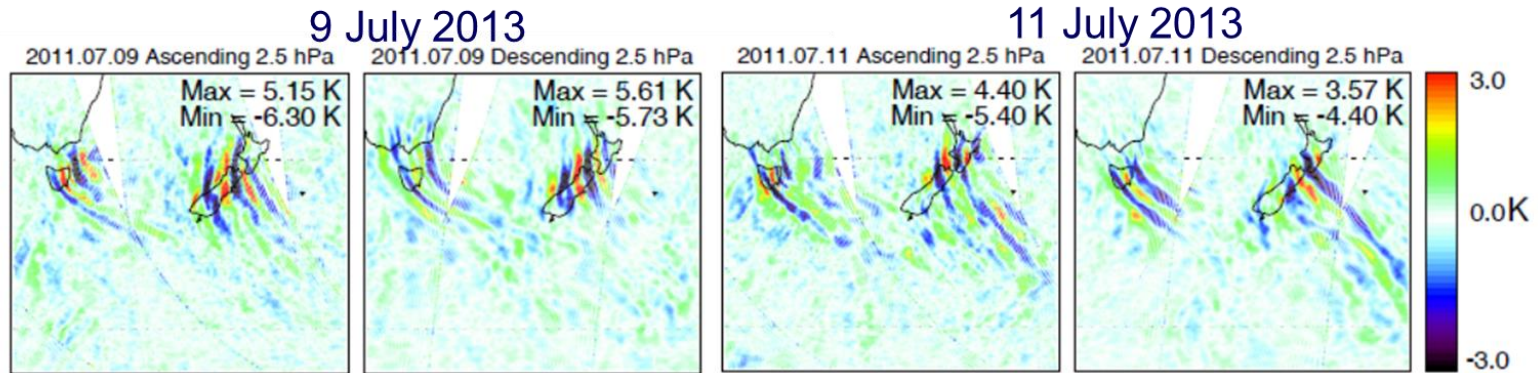 9 July 2013
11 July 2013
2011.07.09 Ascending 2.5 hPa
2011.07.09 Descending 2.5 hPa
2011.07.11 Ascending 2.5 hPa
2011.07.11 Descending 2.5 hPa
Max = 5.15 K
Min = -6.30 K
Max = 5.61 K
Min = -5.73 K
Max = 4.40 K
Min = -5.40 K
Max = 3.57 K
Min = -4.40 K
3.0
0.0K
-3.0